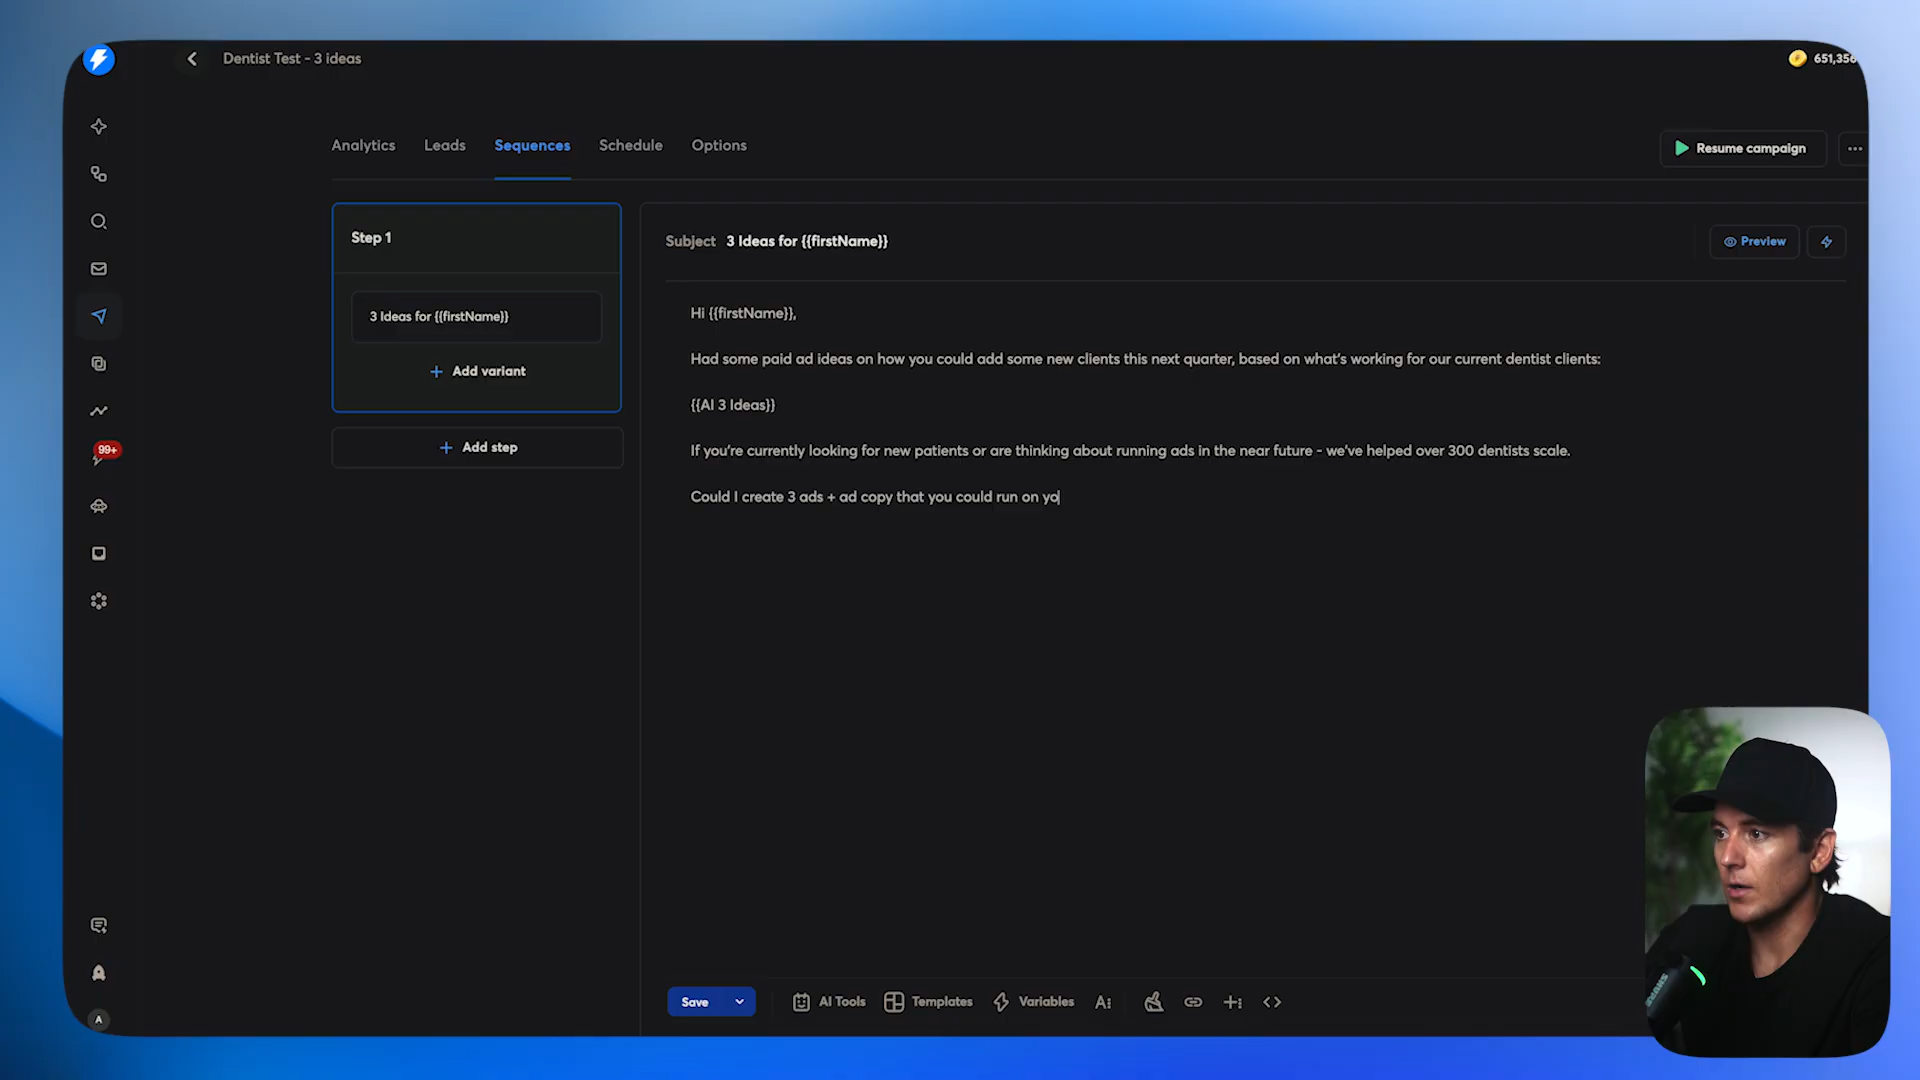 Dentist Test - 3 ideas
651,356
Analytics
Leads
Sequences
Schedule
Options
Resume campaign
Step 1
Subject 3 Ideas for {{firstName}}
Preview
3 Ideas for {{firstName}}
Add variant
Add step
Hi {{firstName}},
Had some paid ad ideas on how you could add some new clients this next quarter, based on what's working for our current dentist clients:
{{AI 3 Ideas}}
If you're currently looking for new patients or are thinking about running ads in the near future - we've helped over 300 dentists scale.
Could I create 3 ads + ad copy that you could run on yo
99+
A
Save
AI Tools
Templates
Variables
A
SHURE